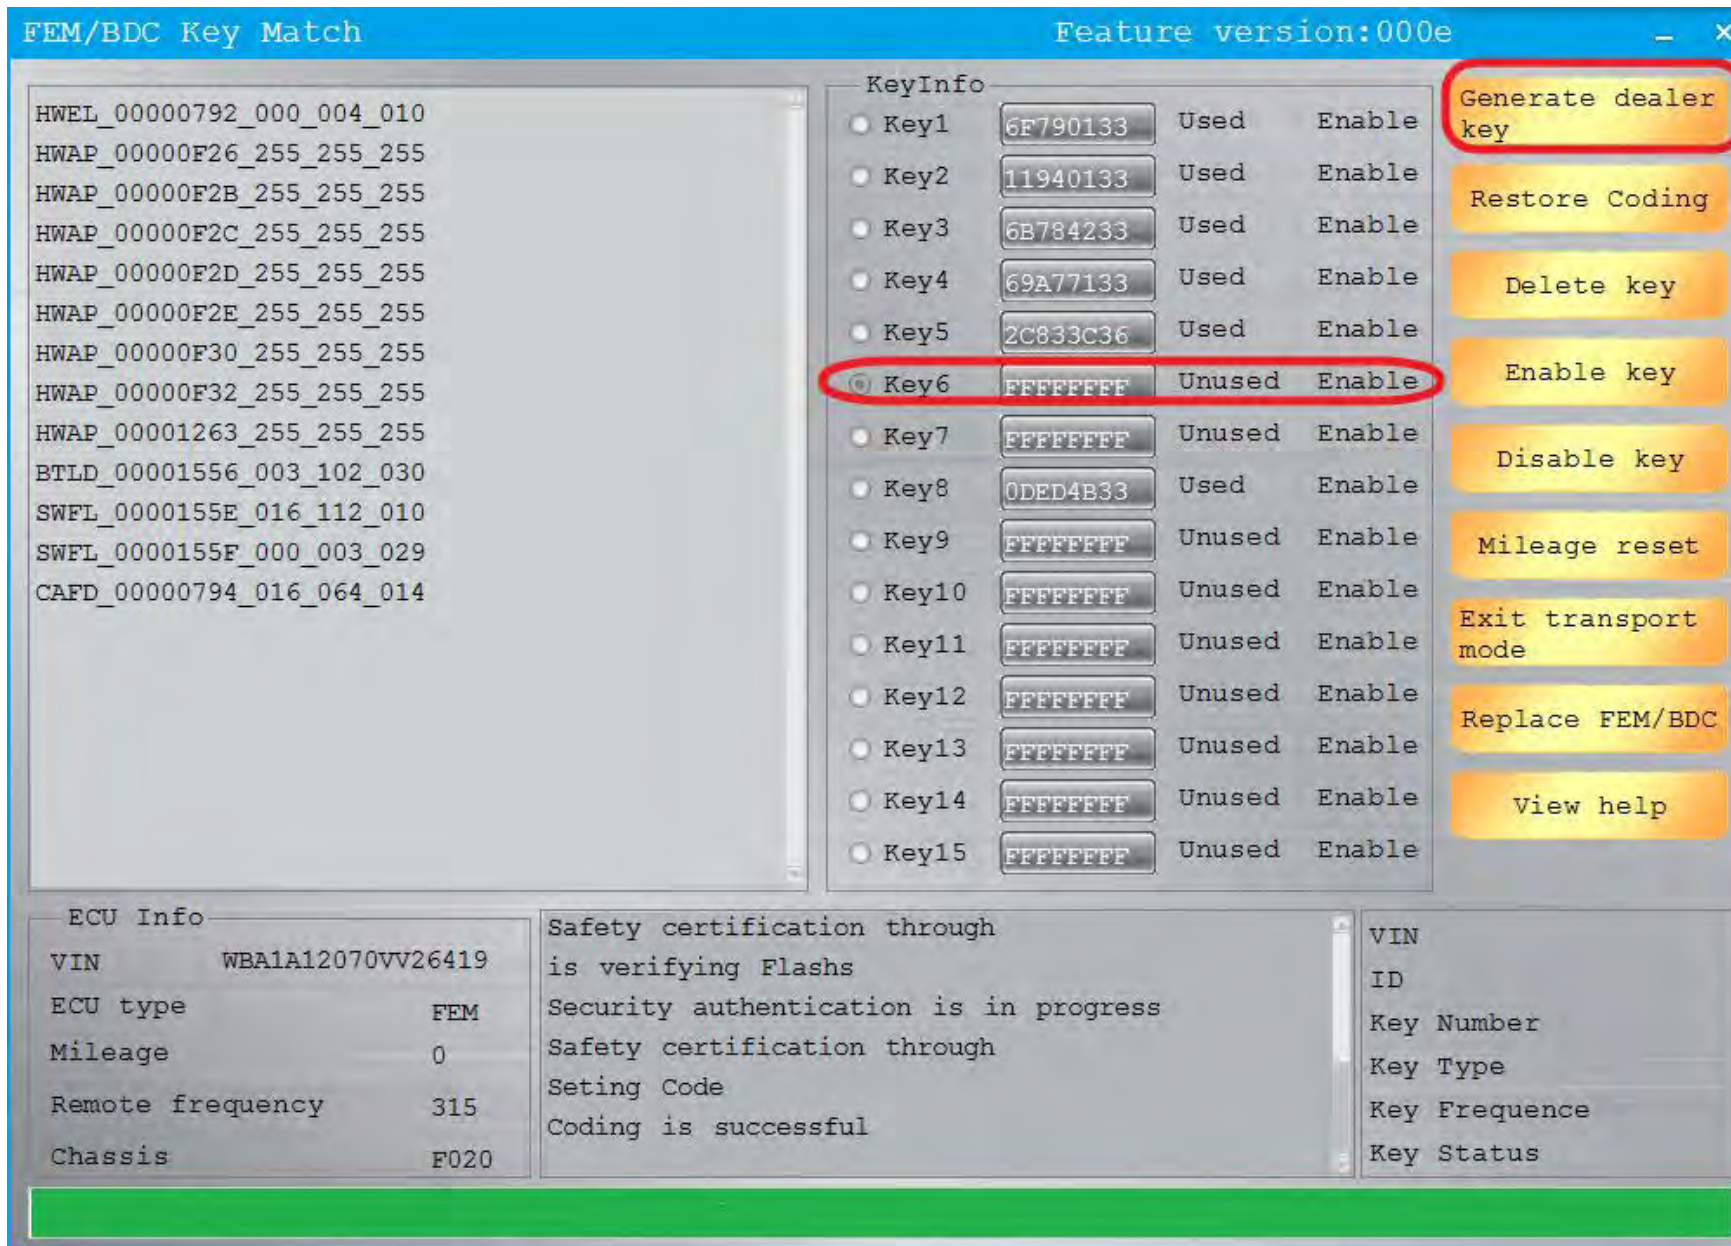 FEM/BDC Key Match Feature version:000e
HWEL_00000792_000_004_010
HWAP_00000F26_255_255_255
HWAP_00000F2B_255_255_255
HWAP_00000F2C_255_255_255
HWAP_00000F2D_255_255_255
HWAP_00000F2E_255_255_255
HWAP_00000F30_255_255_255
HWAP_00000F32_255_255_255
HWAP_00001263_255_255_255
BTLD_00001556_003_102_030
SWFL_0000155E_016_112_010
SWFL_0000155F_000_003_029
CAFD_00000794_016_064_014
KeyInfo
Key1 6F790133 Used Enable
Key2 11940133 Used Enable
Key3 6B784233 Used Enable
Key4 69A77133 Used Enable
Key5 2C833C36 Used Enable
Key6 FFFFFFFF Unused Enable
Key7 FFFFFFFF Unused Enable
Key8 0DED4B33 Used Enable
Key9 FFFFFFFF Unused Enable
Key10 FFFFFFFF Unused Enable
Key11 FFFFFFFF Unused Enable
Key12 FFFFFFFF Unused Enable
Key13 FFFFFFFF Unused Enable
Key14 FFFFFFFF Unused Enable
Key15 FFFFFFFF Unused Enable
Generate dealer
key
Restore Coding
Delete key
Enable key
Disable key
Mileage reset
Exit transport
mode
Replace FEM/BDC
View help
ECU Info
VIN WBA1A12070VV26419
ECU type FEM
Mileage 0
Remote frequency 315
Chassis F020
Safety certification through
is verifying Flashs
Security authentication is in progress
Safety certification through
Seting Code
Coding is successful
VIN
ID
Key Number
Key Type
Key Frequence
Key Status